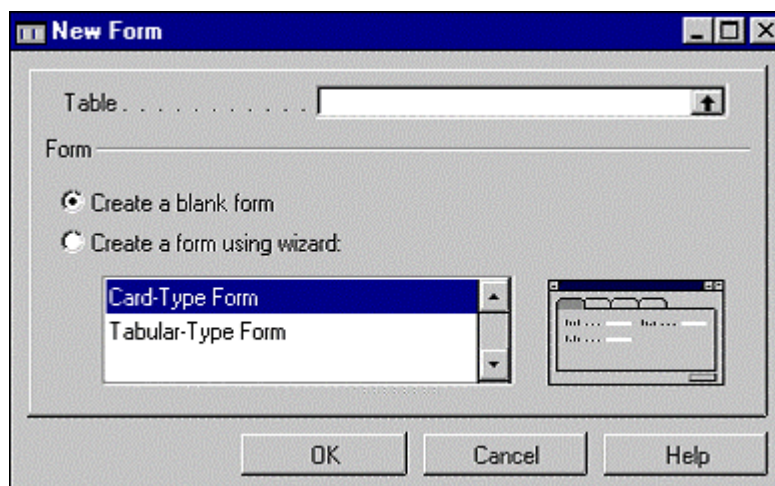 New Form
Table . . . . . . . . . . .
Form
Create a blank form
Create a form using wizard:
Card-Type Form
Tabular-Type Form
OK Cancel Help